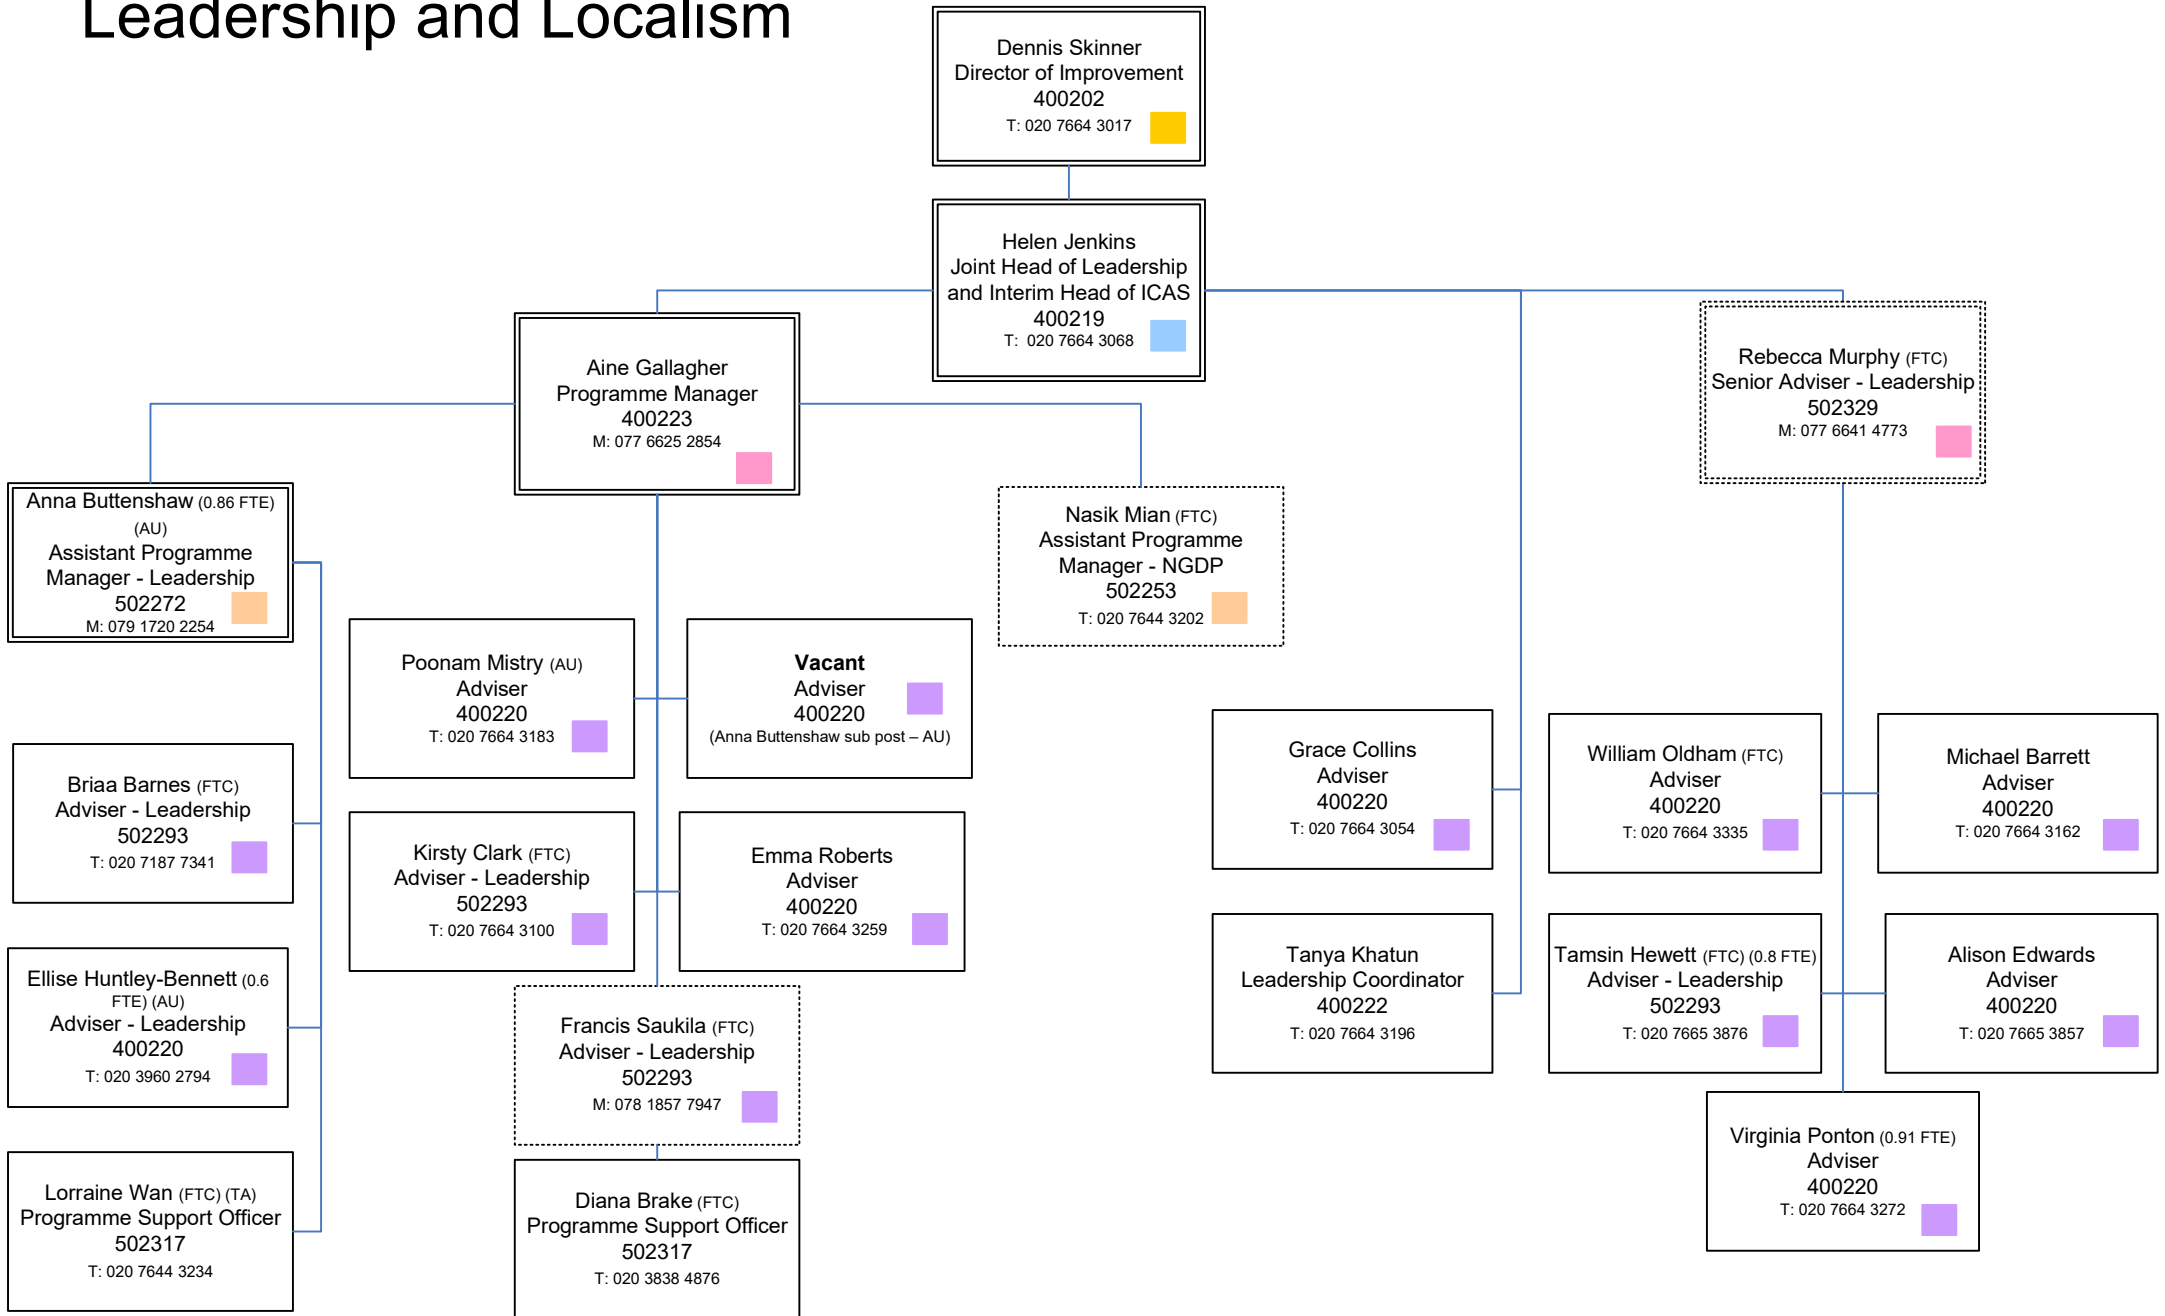 Leadership and Localism
Dennis Skinner
Director of Improvement
400202
T: 020 7664 3017
Helen Jenkins
Joint Head of Leadership
and Interim Head of ICAS
400219
T: 020 7664 3068
Aine Gallagher
Programme Manager
400223
M: 077 6625 2854
Rebecca Murphy (FTC)
Senior Adviser - Leadership
502329
M: 077 6641 4773
Anna Buttenshaw (0.86 FTE)
(AU)
Assistant Programme
Manager - Leadership
502272
M: 079 1720 2254
Nasik Mian (FTC)
Assistant Programme
Manager - NGDP
502253
T: 020 7644 3202
Poonam Mistry (AU)
Adviser
400220
T: 020 7664 3183
Vacant
Adviser
400220
(Anna Buttenshaw sub post – AU)
Grace Collins
Adviser
400220
T: 020 7664 3054
William Oldham (FTC)
Adviser
400220
T: 020 7664 3335
Michael Barrett
Adviser
400220
T: 020 7664 3162
Briaa Barnes (FTC)
Adviser - Leadership
502293
T: 020 7187 7341
Kirsty Clark (FTC)
Adviser - Leadership
502293
T: 020 7664 3100
Emma Roberts
Adviser
400220
T: 020 7664 3259
Ellise Huntley-Bennett (0.6
FTE) (AU)
Adviser - Leadership
400220
T: 020 3960 2794
Francis Saukila (FTC)
Adviser - Leadership
502293
M: 078 1857 7947
Tanya Khatun
Leadership Coordinator
400222
T: 020 7664 3196
Tamsin Hewett (FTC) (0.8 FTE)
Adviser - Leadership
502293
T: 020 7665 3876
Alison Edwards
Adviser
400220
T: 020 7665 3857
Virginia Ponton (0.91 FTE)
Adviser
400220
T: 020 7664 3272
Lorraine Wan (FTC) (TA)
Programme Support Officer
502317
T: 020 7644 3234
Diana Brake (FTC)
Programme Support Officer
502317
T: 020 3838 4876